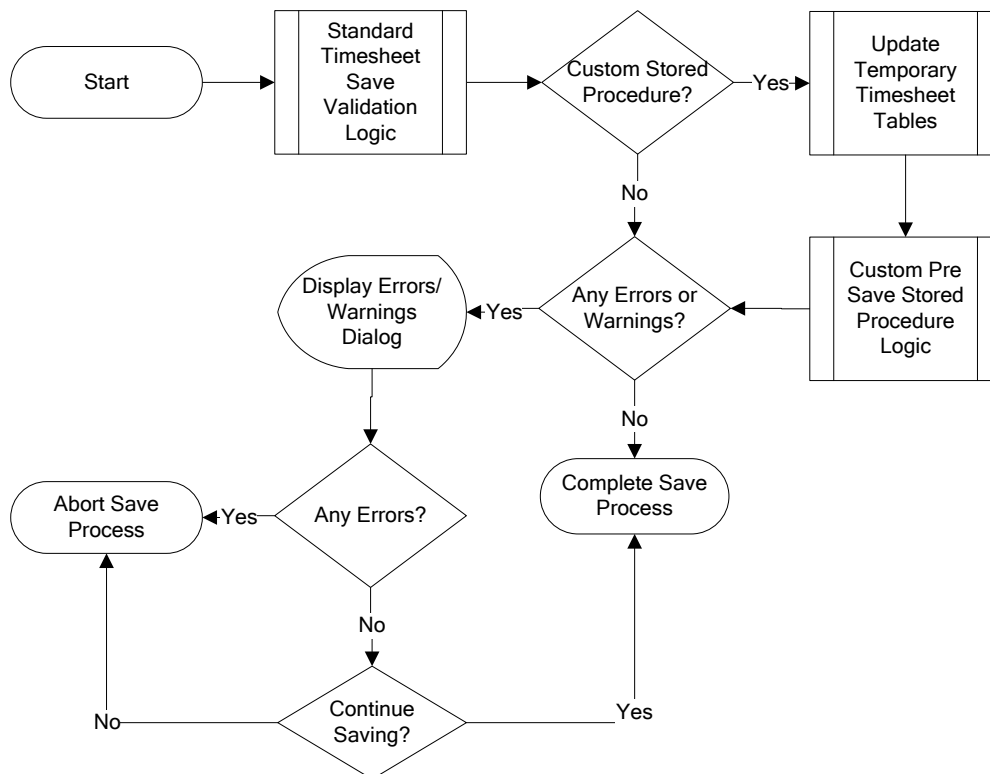 Start
Standard
Timesheet
Save
Validation
Logic
Custom Stored
Procedure?
Yes
Update
Temporary
Timesheet
Tables
No
Display Errors/
Warnings
Dialog
Yes
Any Errors or
Warnings?
Custom Pre
Save Stored
Procedure
Logic
No
Abort Save
Process
Yes
Any Errors?
Complete Save
Process
No
No
Continue
Saving?
Yes